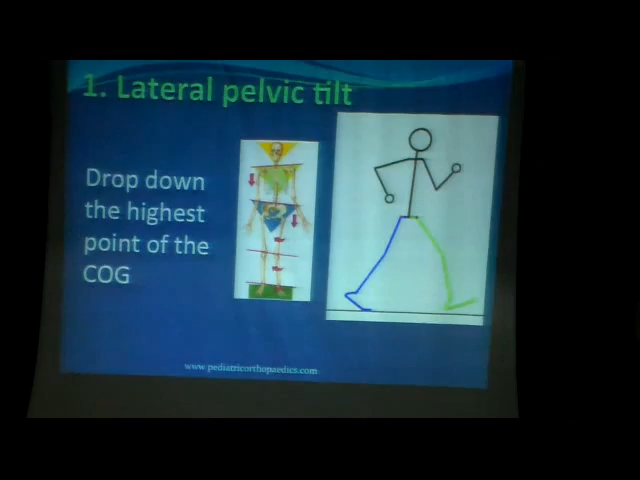 1. Lateral pelvic tilt
Drop down
the highest
point of the
COG
www.pediatricorthopaedics.com